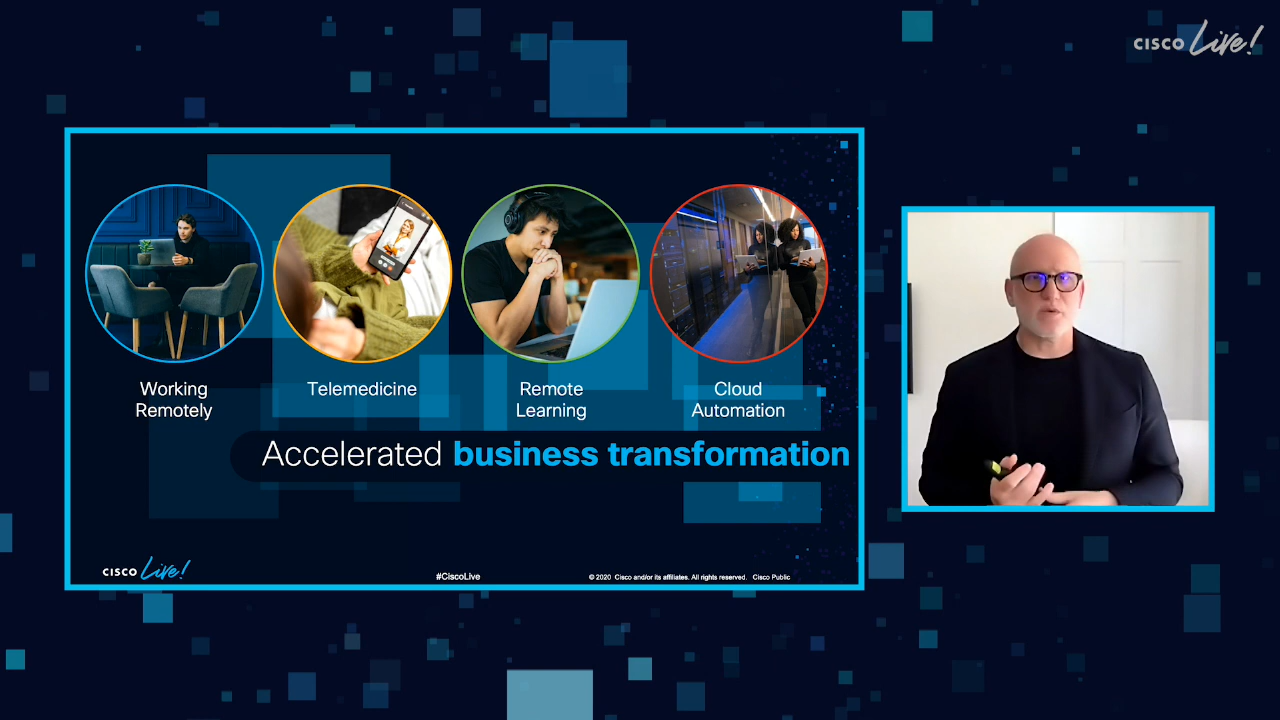 CISCO Live!
Working
Remotely
Telemedicine
Remote
Learning
Cloud
Automation
Accelerated business transformation
CISCO Live!
#CiscoLive
© 2020 Cisco and/or its affiliates. All rights reserved. Cisco Public